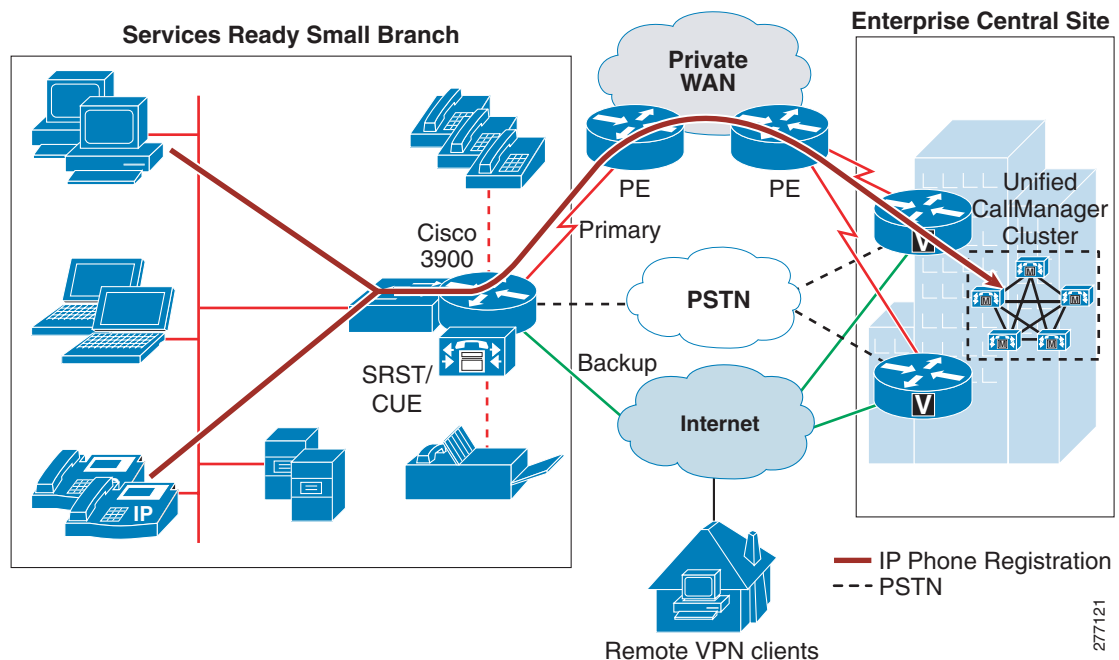 Services Ready Small Branch
Enterprise Central Site
Private
WAN
PE
PE
Unified
CallManager
Cluster
V
M
M
M
M
M
Cisco
3900
Primary
PSTN
SRST/
CUE
Backup
Internet
V
IP
IP Phone Registration
PSTN
Remote VPN clients
277121